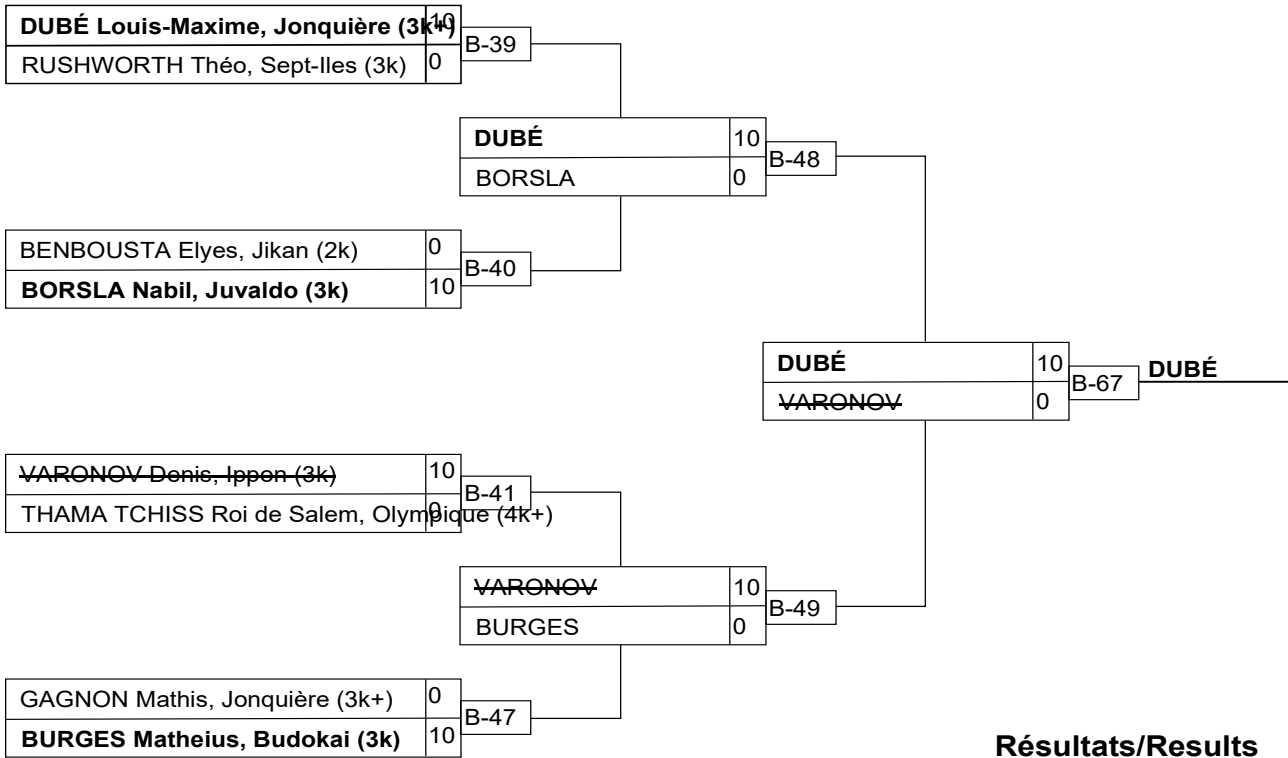 DUBÉ Louis-Maxime, Jonquière (3k+) 10
B-39
RUSHWORTH Théo, Sept-Iles (3k) 0
DUBÉ 10
B-48
BORSLA 0
BENBOUSTA Elyes, Jikan (2k) 0
B-40
BORSLA Nabil, Juvaldo (3k) 10
DUBÉ 10
B-67 DUBÉ
VARONOV 0
VARONOV Denis, Ippon (3k) 10
B-41
THAMA TCHISS Roi de Salem, Olympique (4k+) 0
VARONOV 10
B-49
BURGES 0
GAGNON Mathis, Jonquière (3k+) 0
B-47
BURGES Matheius, Budokai (3k) 10
Résultats/Results